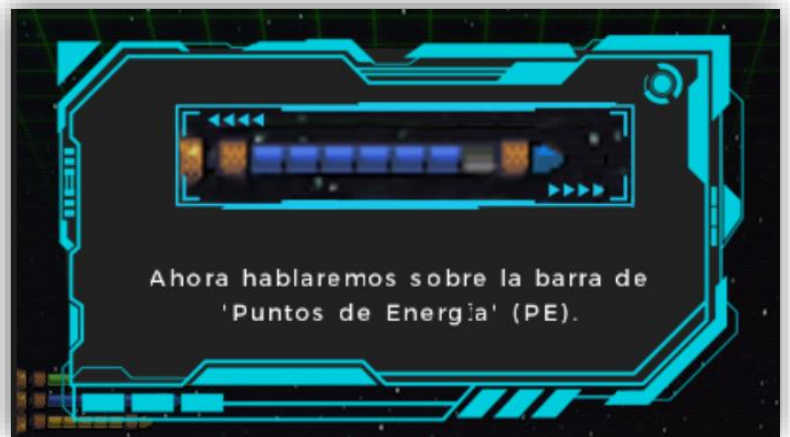 Ahora hablaremos sobre la barra de
'Puntos de Energía' (PE).